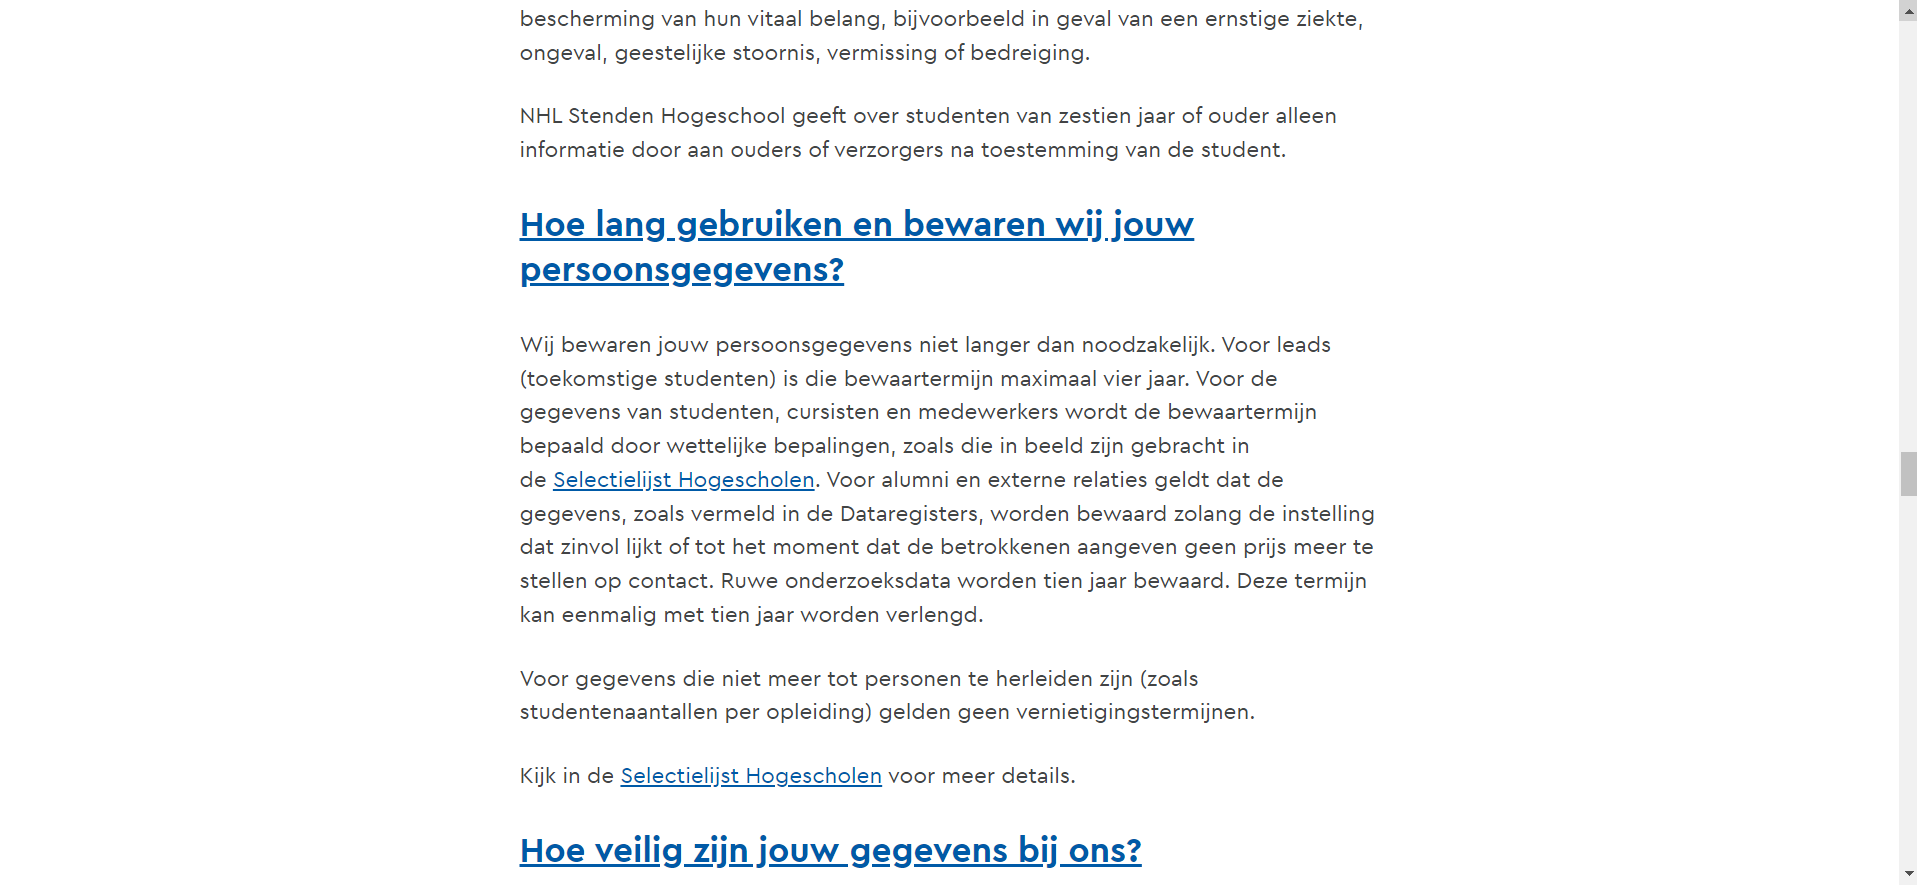 bescherming van hun vitaal belang, bijvoorbeeld in geval van een ernstige ziekte,
ongeval, geestelijke stoornis, vermissing of bedreiging.
NHL Stenden Hogeschool geeft over studenten van zestien jaar of ouder alleen
informatie door aan ouders of verzorgers na toestemming van de student.
Hoe lang gebruiken en bewaren wij jouw
persoonsgegevens?
Wij bewaren jouw persoonsgegevens niet langer dan noodzakelijk. Voor leads
(toekomstige studenten) is die bewaartermijn maximaal vier jaar. Voor de
gegevens van studenten, cursisten en medewerkers wordt de bewaartermijn
bepaald door wettelijke bepalingen, zoals die in beeld zijn gebracht in
de Selectielijst Hogescholen. Voor alumni en externe relaties geldt dat de
gegevens, zoals vermeld in de Dataregisters, worden bewaard zolang de instelling
dat zinvol lijkt of tot het moment dat de betrokkenen aangeven geen prijs meer te
stellen op contact. Ruwe onderzoeksdata worden tien jaar bewaard. Deze termijn
kan eenmalig met tien jaar worden verlengd.
Voor gegevens die niet meer tot personen te herleiden zijn (zoals
studentenaantallen per opleiding) gelden geen vernietigingstermijnen.
Kijk in de Selectielijst Hogescholen voor meer details.
Hoe veilig zijn jouw gegevens bij ons?